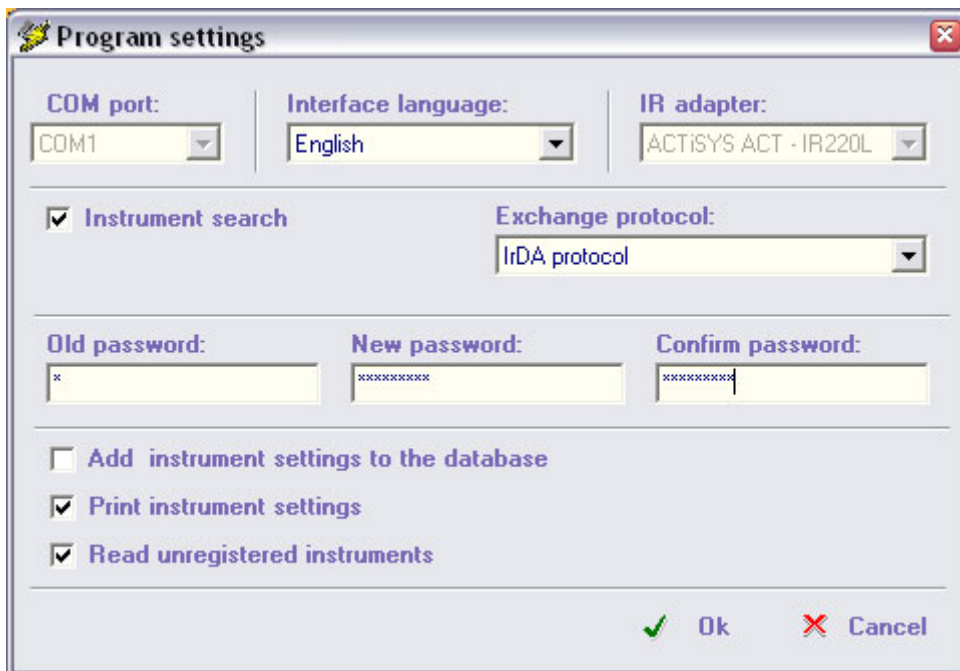 Program settings
COM port: Interface language: IR adapter:
COM1 English ACTiSYS ACT - IR220L
Instrument search Exchange protocol:
IrDA protocol
Old password: New password: Confirm password:
* ********* *********
Add instrument settings to the database
Print instrument settings
Read unregistered instruments
Ok Cancel